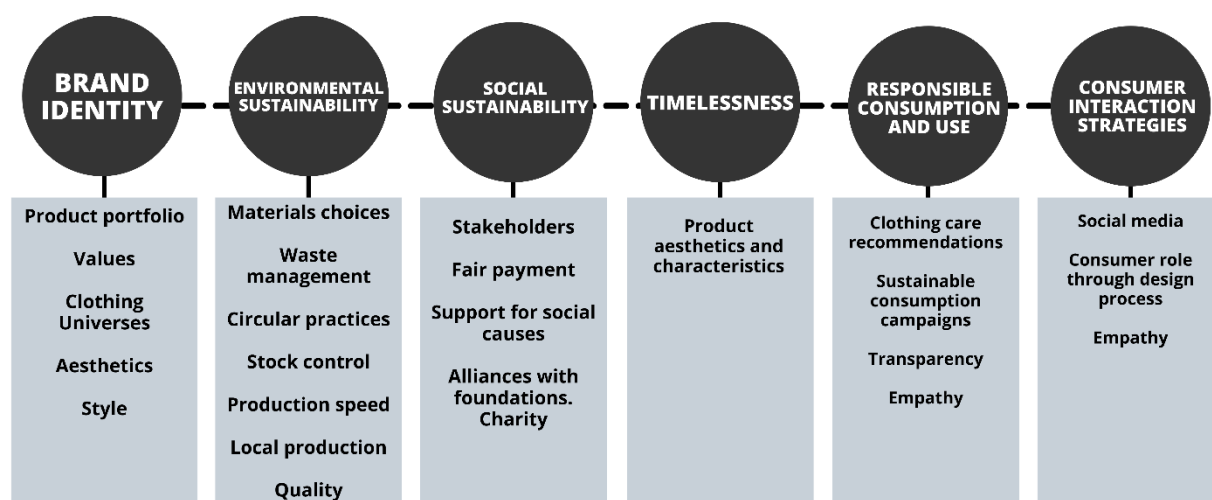 BRAND
IDENTITY
Product portfolio
Values
Clothing
Universes
Aesthetics
Style
ENVIRONMENTAL
SUSTAINABILITY
Materials choices
Waste
management
Circular practices
Stock control
Production speed
Local production
Quality
SOCIAL
SUSTAINABILITY
Stakeholders
Fair payment
Support for social
causes
Alliances with
foundations.
Charity
TIMELESSNESS
Product
aesthetics and
characteristics
RESPONSIBLE
CONSUMPTION
AND USE
Clothing care
recommendations
Sustainable
consumption
campaigns
Transparency
Empathy
CONSUMER
INTERACTION
STRATEGIES
Social media
Consumer role
through design
process
Empathy